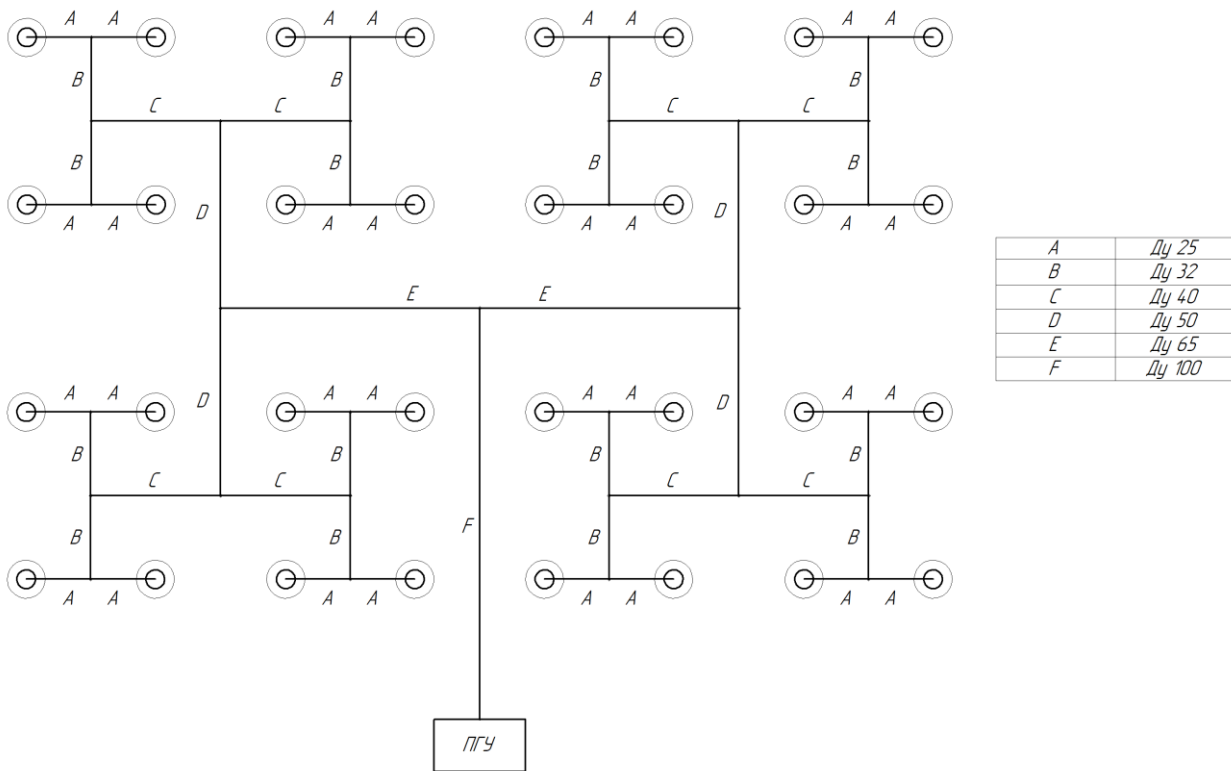 A A A A A A A A
B B B B
C C C C
B B B B
A A A A A A A A
D D
E E
A Ду 25
B Ду 32
C Ду 40
D Ду 50
E Ду 65
F Ду 100
D D
A A A A A A A A
B B B B
C C C C
F
B B B B
A A A A A A A A
ПГУ